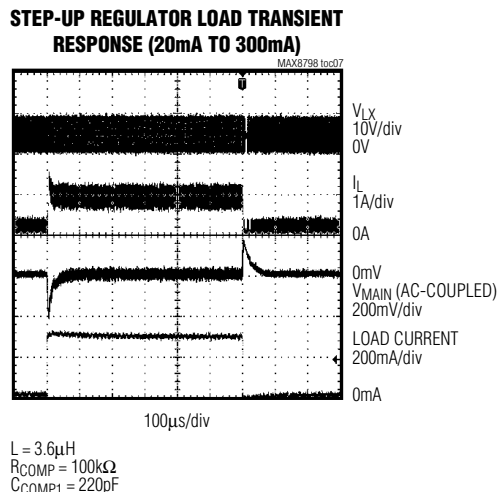 STEP-UP REGULATOR LOAD TRANSIENT
RESPONSE (20mA TO 300mA)
MAX8798 toc07
T
VLX
10V/div
0V
IL
1A/div
0A
0mV
VMAIN (AC-COUPLED)
200mV/div
LOAD CURRENT
200mA/div
0mA
100µs/div
L = 3.6µH
RCOMP = 100kΩ
CCOMP1 = 220pF